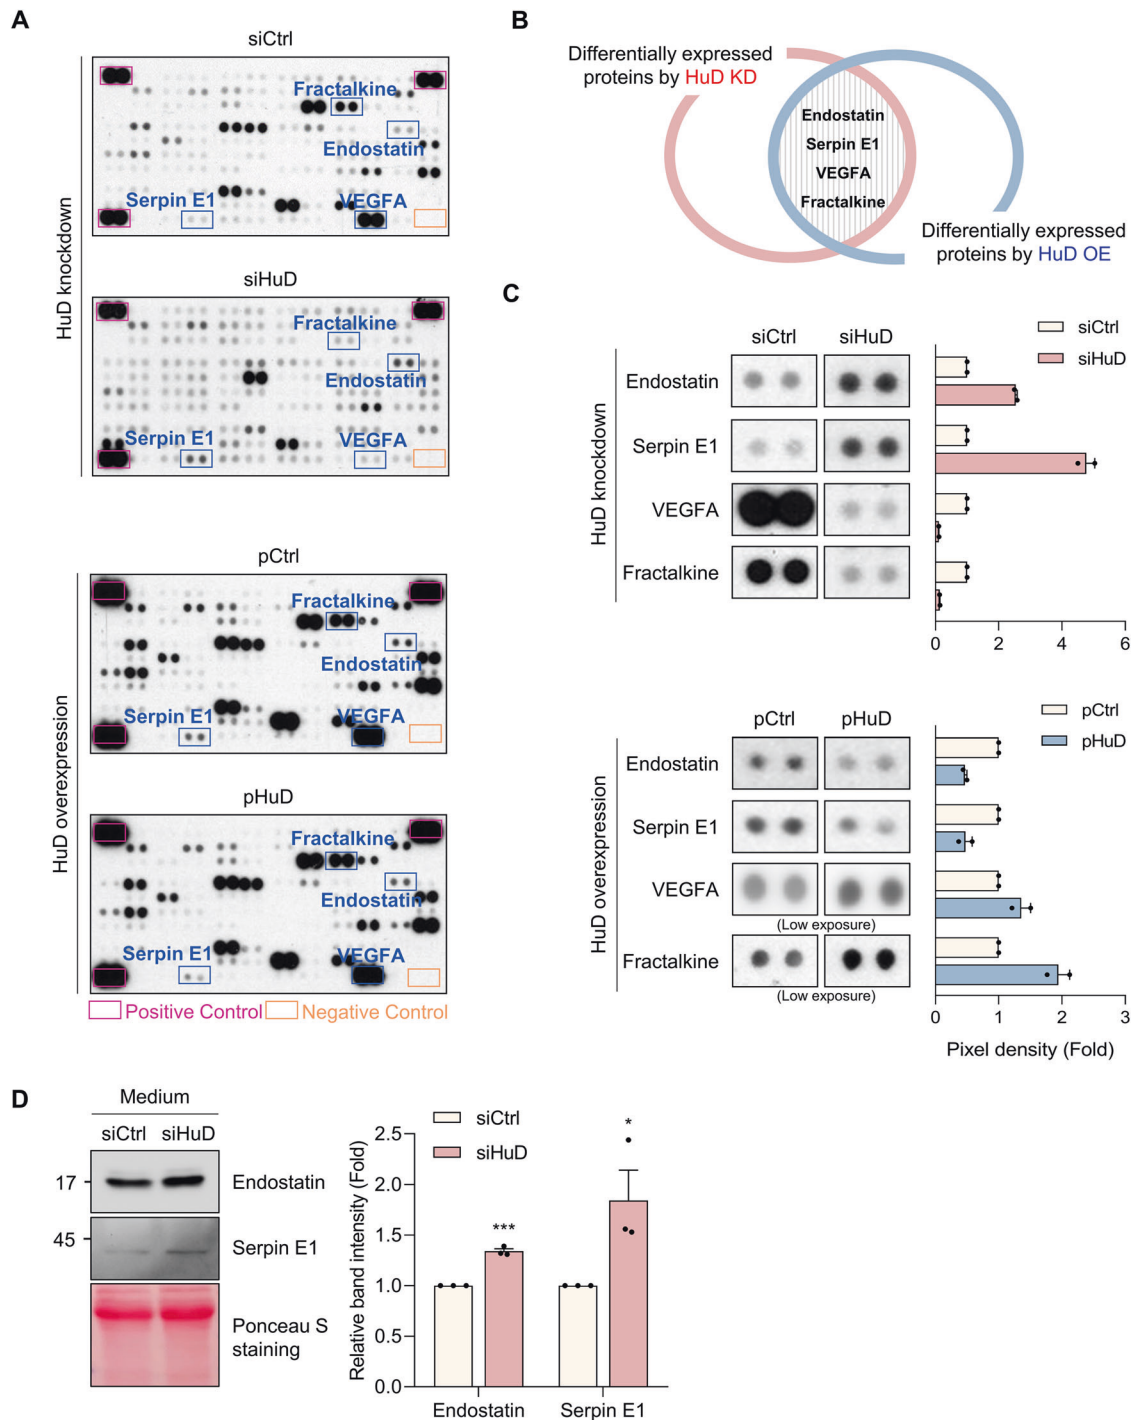 A
siCtrl
Fractalkine
Endostatin
Serpin E1
VEGFA
HuD knockdown
siHuD
Fractalkine
Endostatin
Serpin E1
VEGFA
pCtrl
Fractalkine
Endostatin
Serpin E1
VEGFA
HuD overexpression
pHuD
Fractalkine
Endostatin
Serpin E1
VEGFA
Positive Control
Negative Control
B
Differentially expressed
proteins by HuD KD
Endostatin
Serpin E1
VEGFA
Fractalkine
Differentially expressed
proteins by HuD OE
C
siCtrl
siHuD
siCtrl
siHuD
HuD knockdown
Endostatin
Serpin E1
VEGFA
Fractalkine
0 2 4 6
pCtrl
pHuD
pCtrl
pHuD
HuD overexpression
Endostatin
Serpin E1
VEGFA
(Low exposure)
Fractalkine
(Low exposure)
0 1 2 3
Pixel density (Fold)
D
Medium
siCtrl siHuD
17
Endostatin
45
Serpin E1
Ponceau S
staining
siCtrl
siHuD
Relative band intensity (Fold)
2.5
2.0
1.5
1.0
0.5
0.0
***
*
Endostatin
Serpin E1